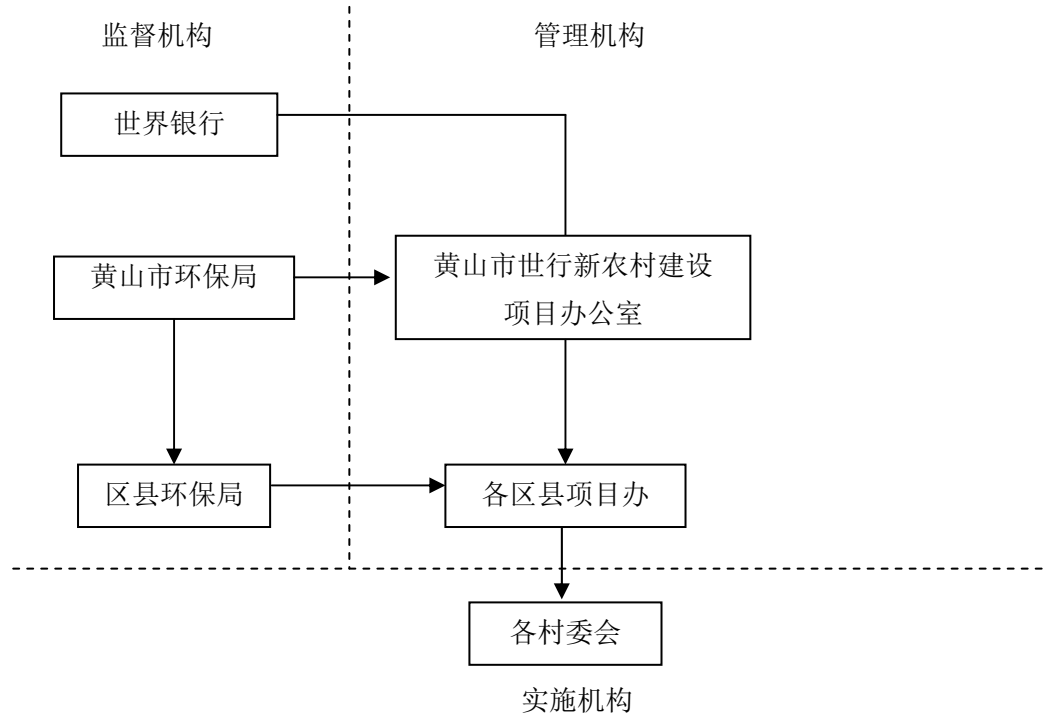 监督机构
管理机构
世界银行
黄山市环保局
黄山市世行新农村建设
项目办公室
区县环保局
各区县项目办
各村委会
实施机构